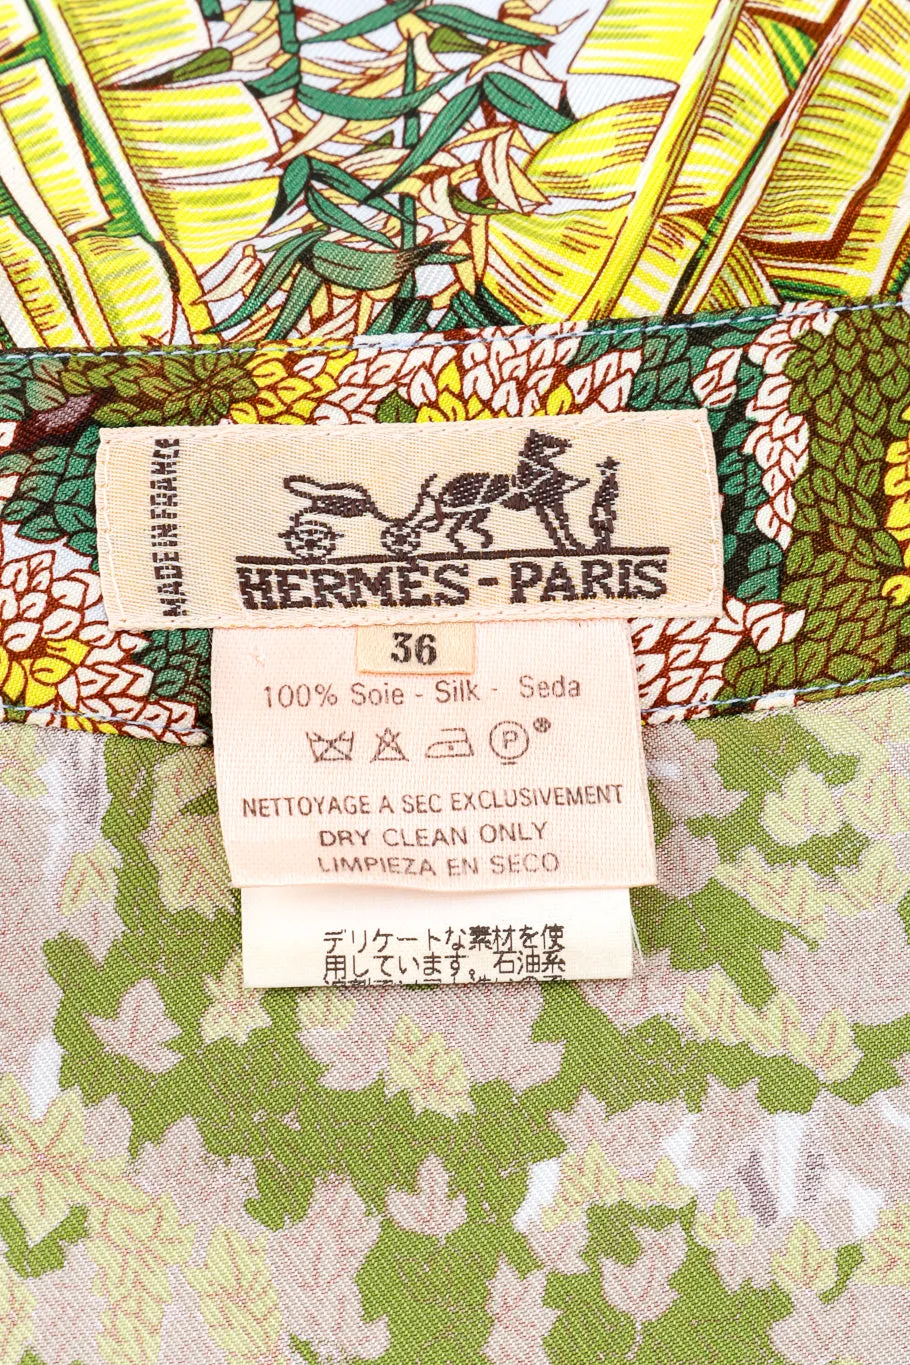 MADE IN FRANCE
HERMES-PARIS
36
100% Soie - Silk - Seda
P
NETTOYAGE A SEC EXCLUSIVEMENT
DRY CLEAN ONLY
LIMPIEZA EN SECO
デリケートな素材を使
用しています。石油系